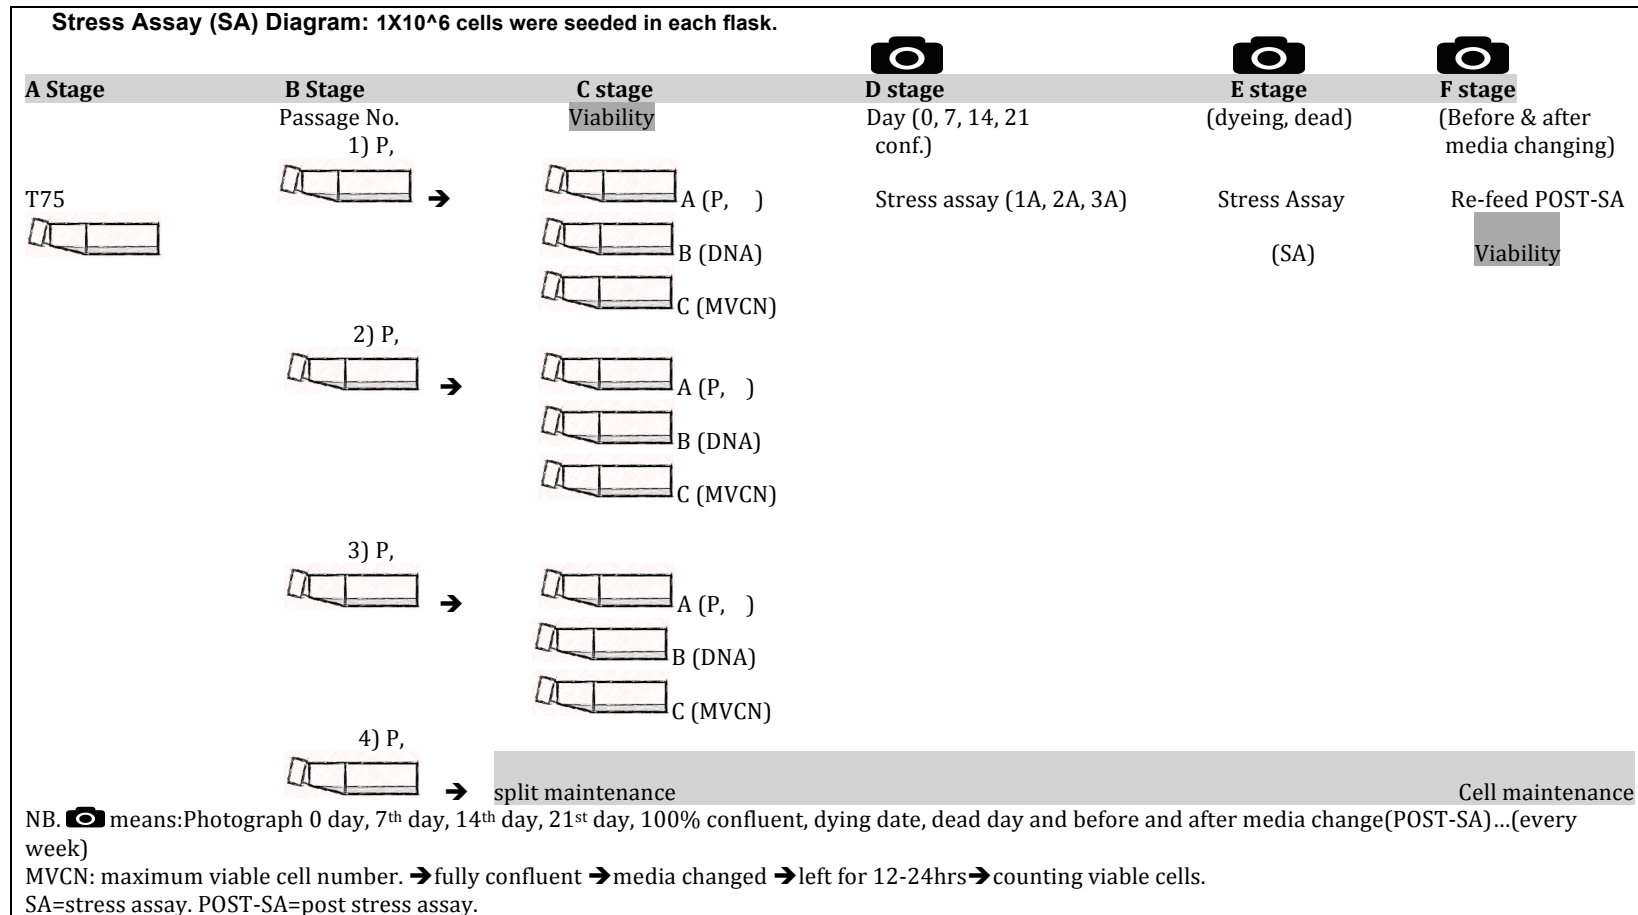 Stress Assay (SA) Diagram: 1X10^6 cells were seeded in each flask.
A Stage B Stage C stage D stage E stage F stage
Passage No. Viability Day (0, 7, 14, 21 (dyeing, dead) (Before & after
1) P, conf.) media changing)
T75 ➔ A (P, ) Stress assay (1A, 2A, 3A) Stress Assay Re-feed POST-SA
B (DNA) (SA) Viability
C (MVCN)
2) P,
➔ A (P, )
B (DNA)
C (MVCN)
3) P,
➔ A (P, )
B (DNA)
C (MVCN)
4) P,
➔ split maintenance Cell maintenance
NB. means:Photograph 0 day, 7th day, 14th day, 21st day, 100% confluent, dying date, dead day and before and after media change(POST-SA)...(every
week)
MVCN: maximum viable cell number. ➔fully confluent ➔media changed ➔left for 12-24hrs➔counting viable cells.
SA=stress assay. POST-SA=post stress assay.